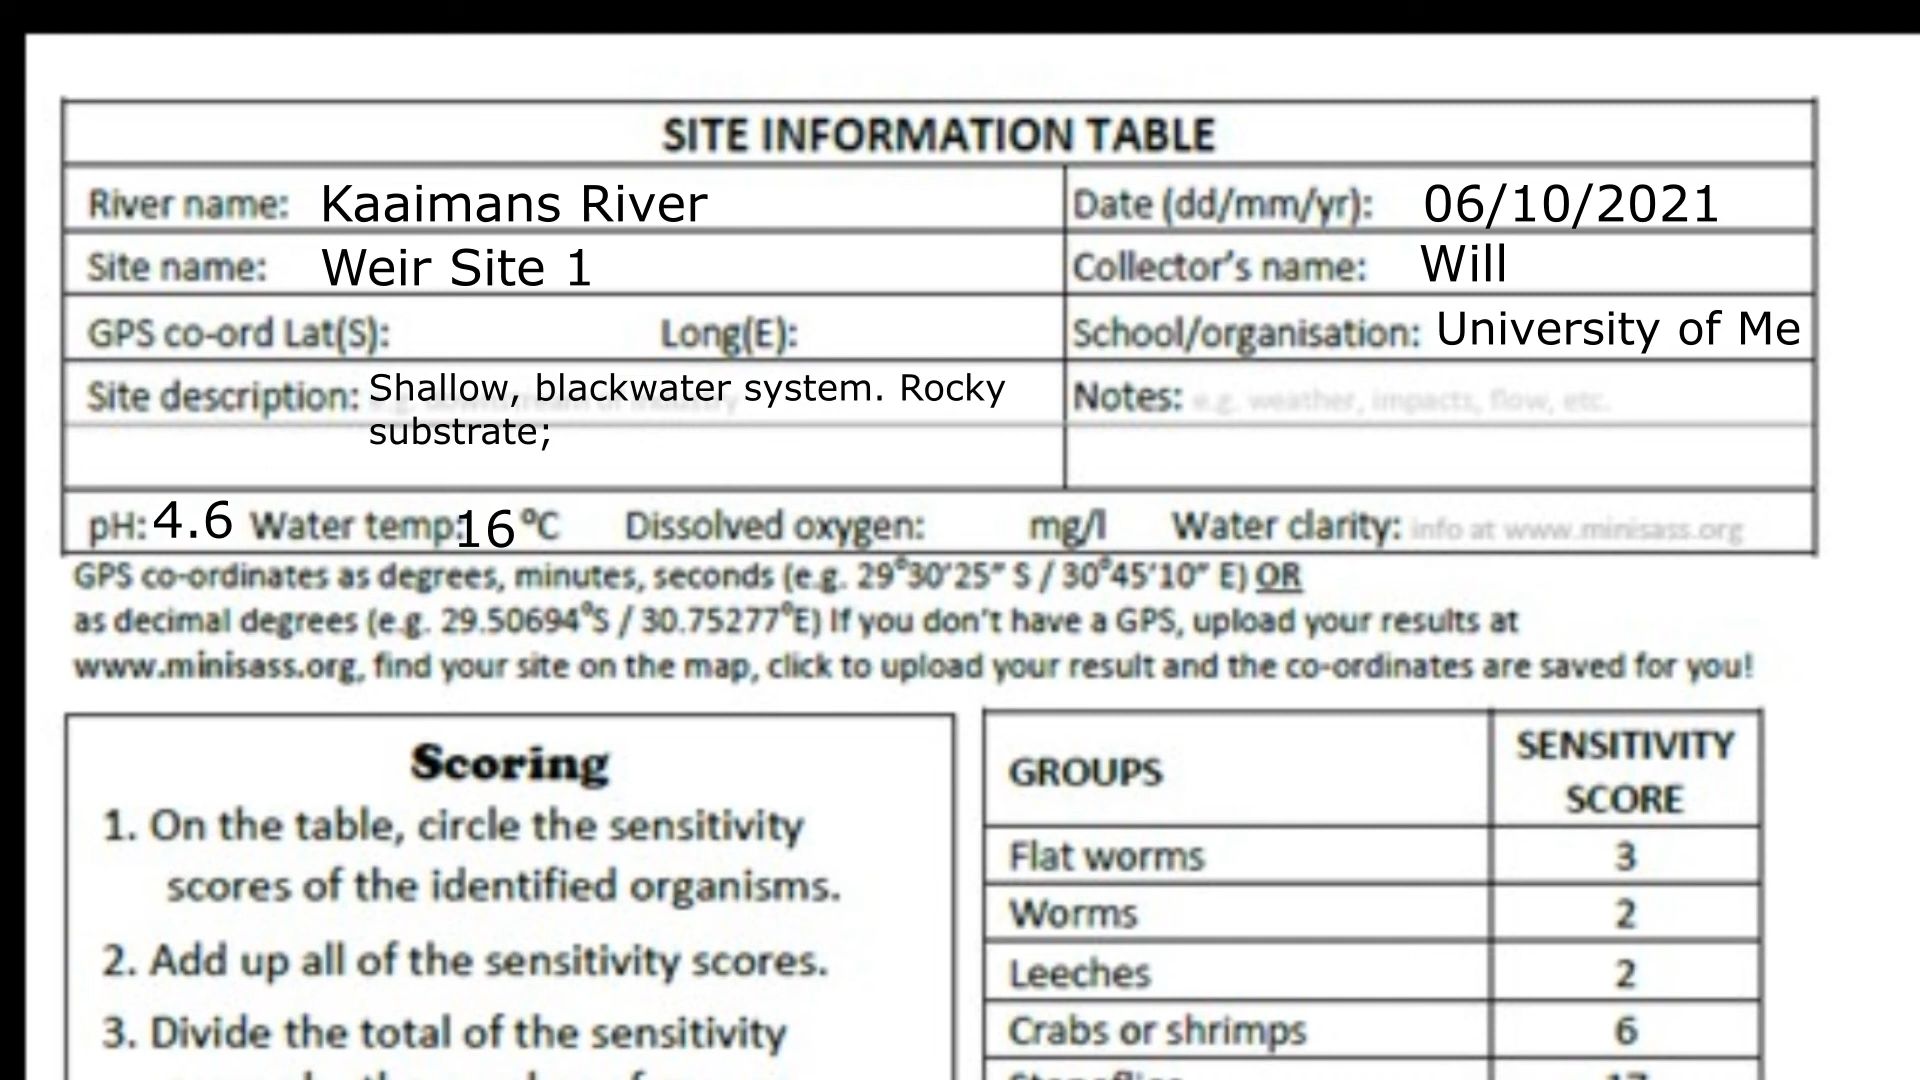 SITE INFORMATION TABLE
River name: Kaaimans River Date (dd/mm/yr): 06/10/2021
Site name: Weir Site 1 Collector's name: Will
GPS co-ord Lat(S): Long(E): School/organisation: University of Me
Site description: Shallow, blackwater system. Rocky Notes: e.g. weather, impacts, flow, etc.
substrate;
pH: 4.6 Water temp: 16 °C Dissolved oxygen: mg/l Water clarity: info at www.minisass.org
GPS co-ordinates as degrees, minutes, seconds (e.g. 29°30'25" S / 30°45'10" E) OR
as decimal degrees (e.g. 29.50694°S / 30.75277°E) If you don't have a GPS, upload your results at
www.minisass.org, find your site on the map, click to upload your result and the co-ordinates are saved for you!
Scoring
1. On the table, circle the sensitivity
scores of the identified organisms.
2. Add up all of the sensitivity scores.
3. Divide the total of the sensitivity
GROUPS SENSITIVITY SCORE
Flat worms 3
Worms 2
Leeches 2
Crabs or shrimps 6